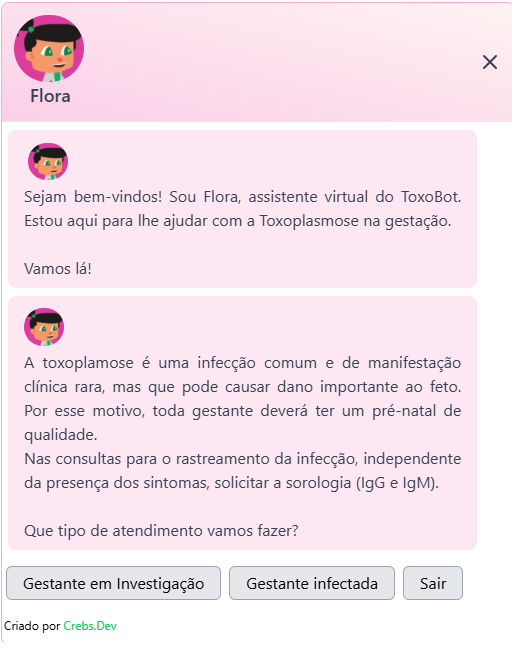 Flora
Sejam bem-vindos! Sou Flora, assistente virtual do ToxoBot.
Estou aqui para lhe ajudar com a Toxoplasmose na gestação.
Vamos lá!
A toxoplamose é uma infecção comum e de manifestação
clínica rara, mas que pode causar dano importante ao feto.
Por esse motivo, toda gestante deverá ter um pré-natal de
qualidade.
Nas consultas para o rastreamento da infecção, independente
da presença dos sintomas, solicitar a sorologia (IgG e IgM).
Que tipo de atendimento vamos fazer?
Gestante em Investigação Gestante infectada Sair
Criado por Crebs.Dev